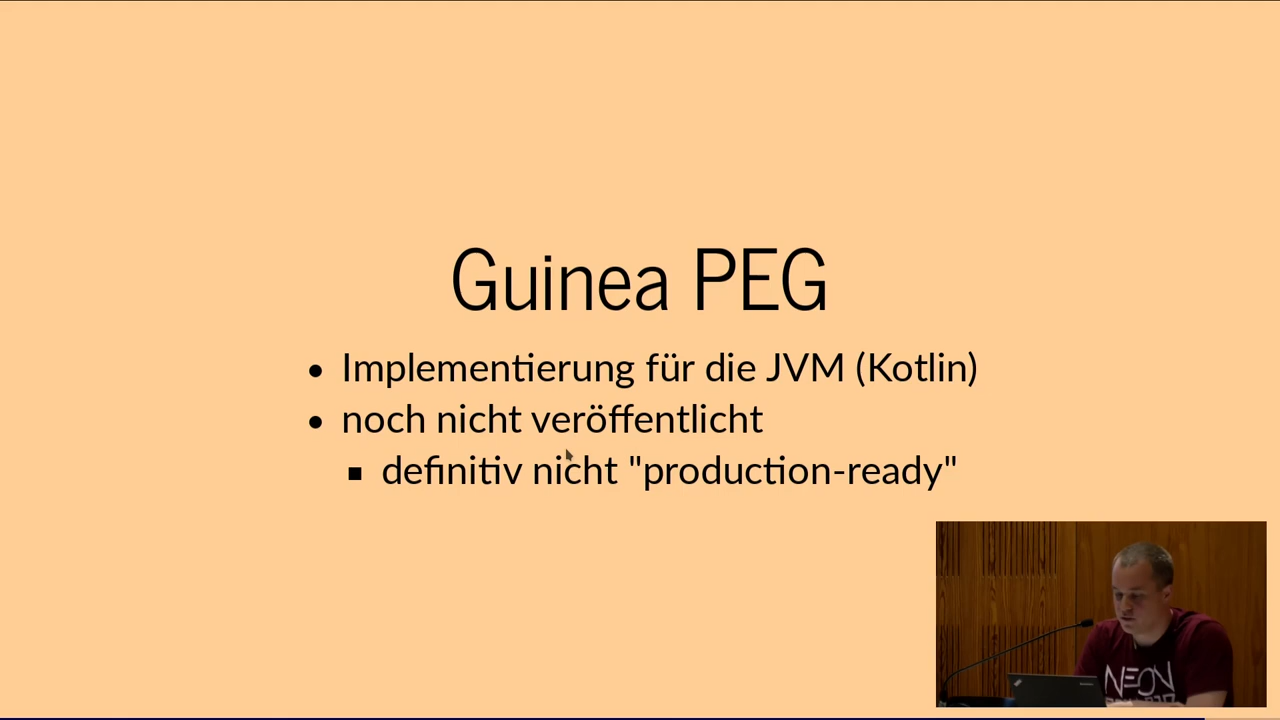 Guinea PEG
Implementierung für die JVM (Kotlin)
noch nicht veröffentlicht
definitiv nicht "production-ready"
NEON